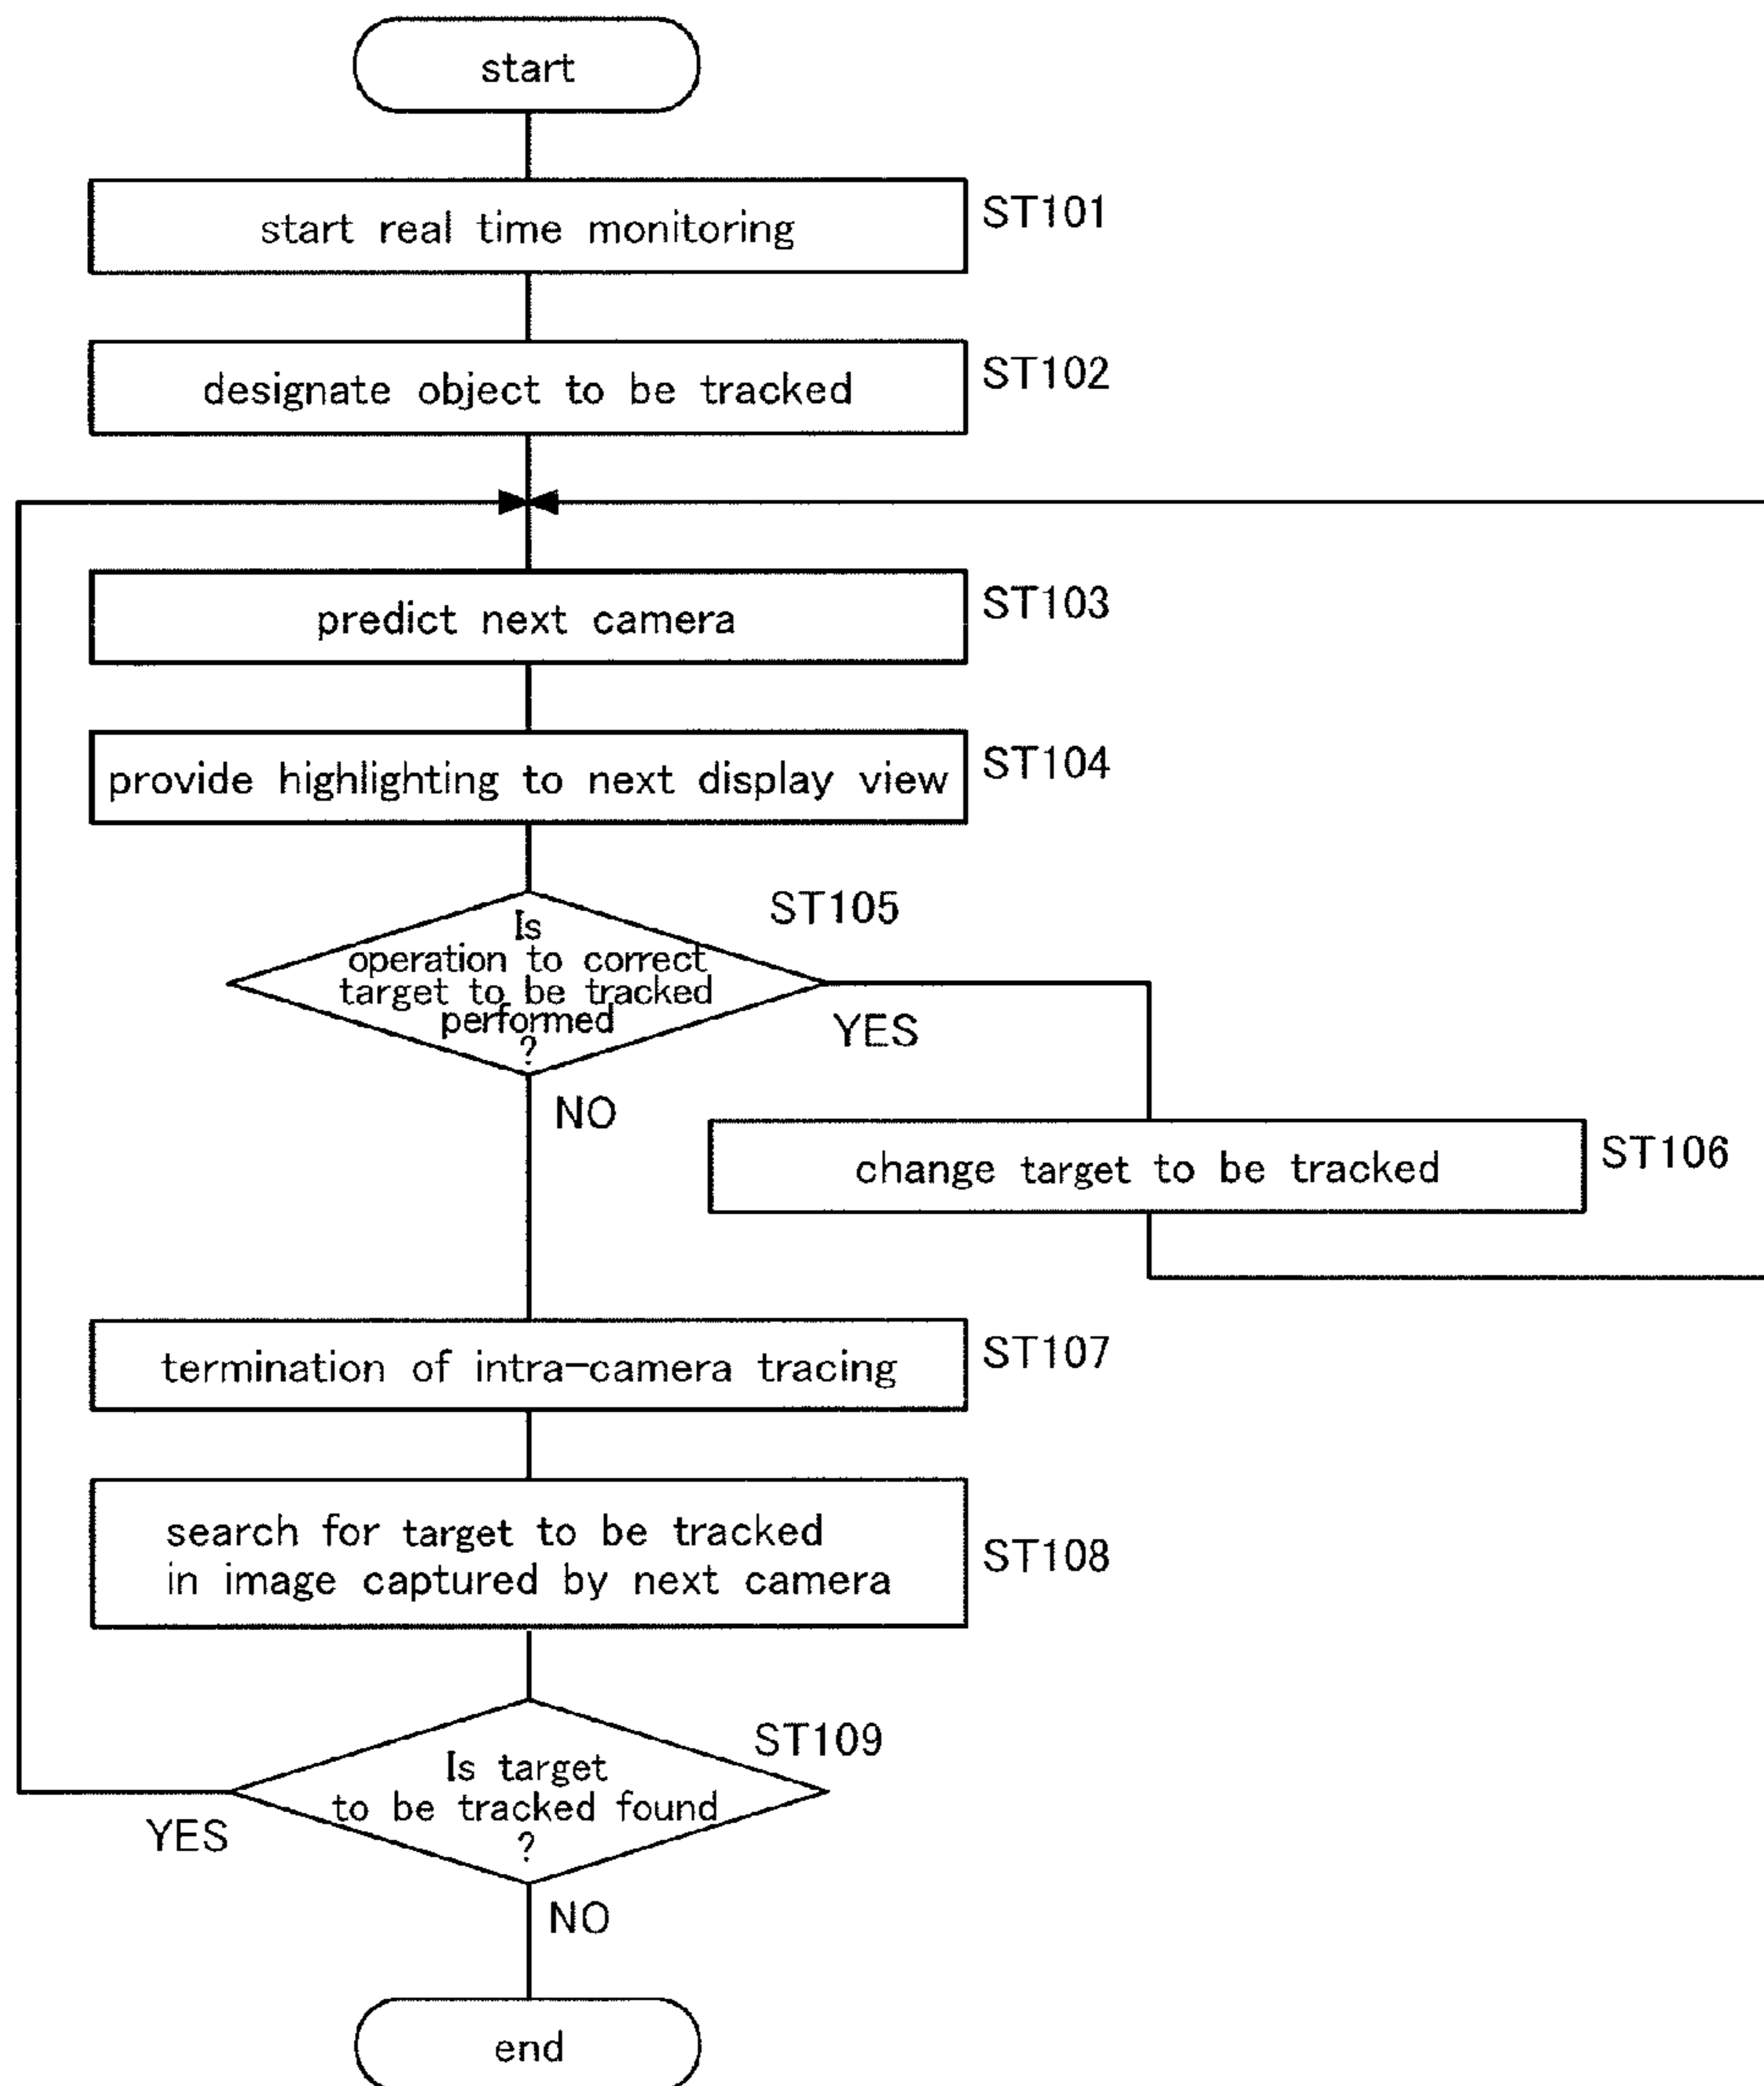 start
start real time monitoring
ST101
designate object to be tracked
ST102
predict next camera
ST103
provide highlighting to next display view
ST104
ST105
Is
operation to correct
target to be tracked
performed
?
YES
NO
change target to be tracked
ST106
termination of intra-camera tracing
ST107
search for target to be tracked
in image captured by next camera
ST108
ST109
Is target
to be tracked found
?
YES
NO
end